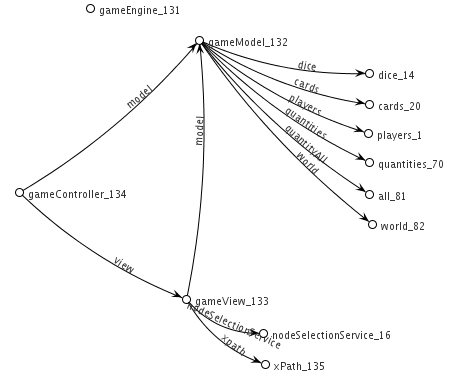 gameEngine_131
gameModel_132
dice
dice_14
cards
cards_20
model
players
players_1
quantities
quantities_70
model
quantityAll
world
all_81
gameController_134
world_82
view
gameView_133
nodeSelectionService
nodeSelectionService_16
xpath
xPath_135